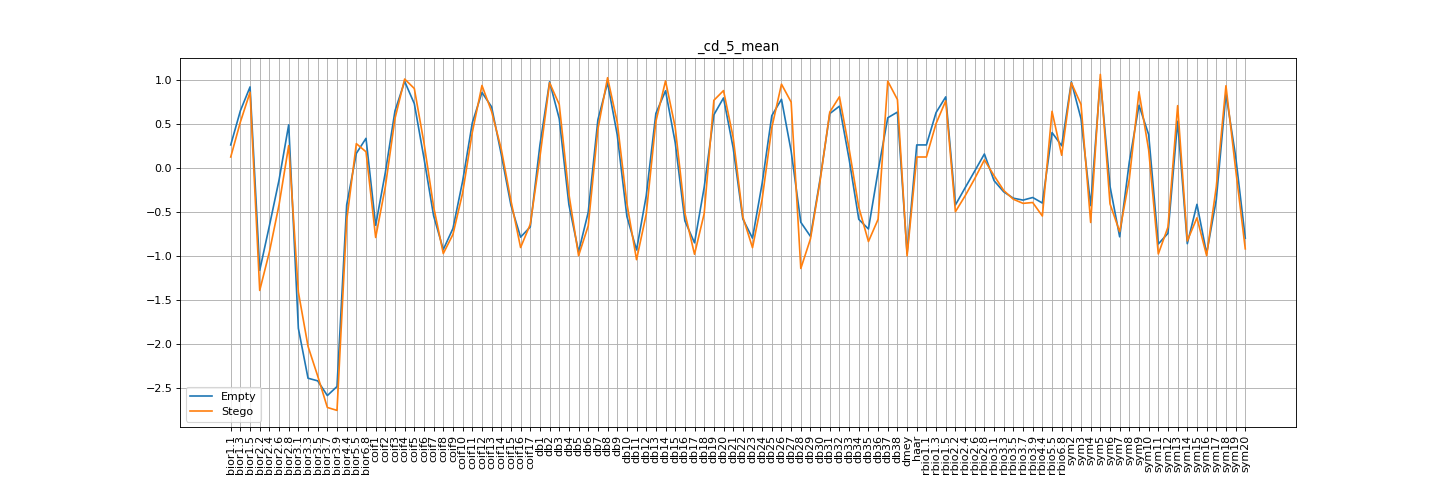 _cd_5_mean
1.0
0.5
0.0
−0.5
−1.0
−1.5
−2.0
−2.5
Empty
Stego
bior1.1
bior1.3
bior1.5
bior2.2
bior2.4
bior2.6
bior2.8
bior3.1
bior3.3
bior3.5
bior3.7
bior3.9
bior4.4
bior5.5
bior6.8
coif1
coif2
coif3
coif4
coif5
coif6
coif7
coif8
coif9
coif10
coif11
coif12
coif13
coif14
coif15
coif16
coif17
db1
db2
db3
db4
db5
db6
db7
db8
db9
db10
db11
db12
db13
db14
db15
db16
db17
db18
db19
db20
db21
db22
db23
db24
db25
db26
db27
db28
db29
db30
db31
db32
db33
db34
db35
db36
db37
db38
dmey
haar
rbio1.1
rbio1.3
rbio1.5
rbio2.2
rbio2.4
rbio2.6
rbio2.8
rbio3.1
rbio3.3
rbio3.5
rbio3.7
rbio3.9
rbio4.4
rbio5.5
rbio6.8
sym2
sym3
sym4
sym5
sym6
sym7
sym8
sym9
sym10
sym11
sym12
sym13
sym14
sym15
sym16
sym17
sym18
sym19
sym20